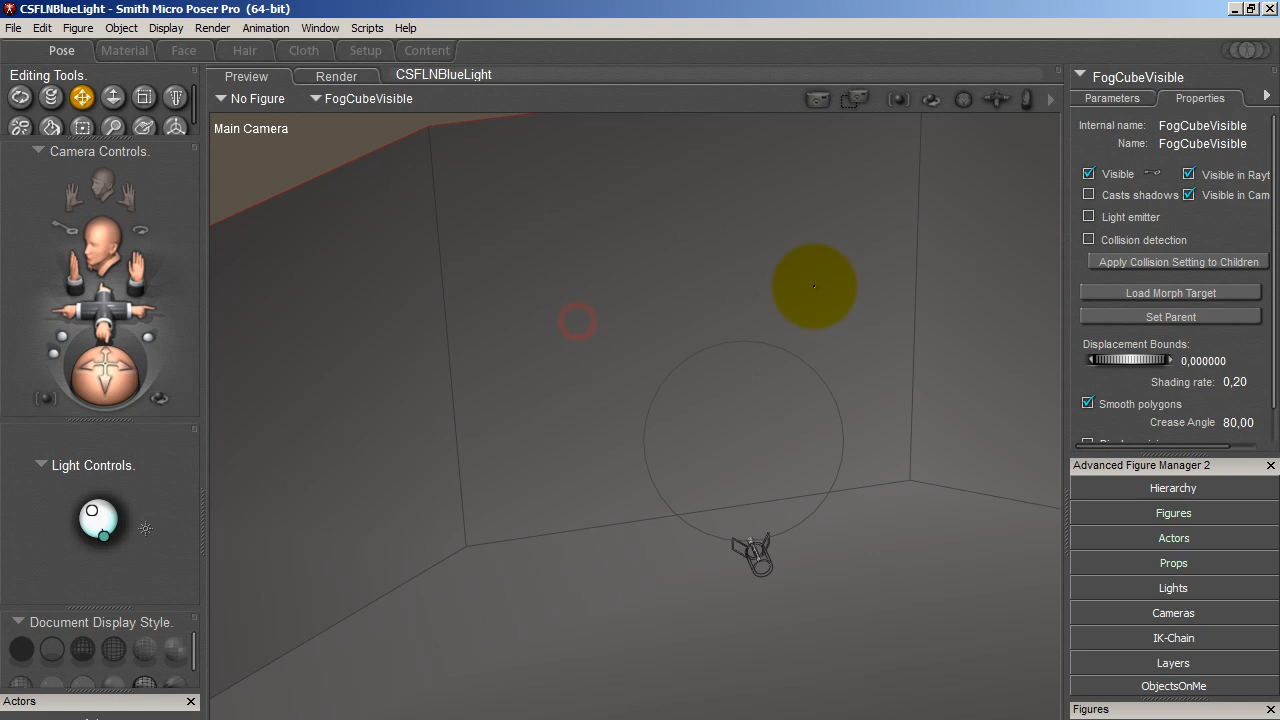 CSFLNBlueLight - Smith Micro Poser Pro (64-bit)
File Edit Figure Object Display Render Animation Window Scripts Help
Pose Material Face Hair Cloth Setup Content
Editing Tools.
Preview Render CSFLNBlueLight
No Figure FogCubeVisible
Main Camera
Camera Controls.
Light Controls.
Document Display Style.
Actors
FogCubeVisible
Parameters Properties
Internal name: FogCubeVisible
Name: FogCubeVisible
Visible Visible in Rayt
Casts shadows Visible in Cam
Light emitter
Collision detection
Apply Collision Setting to Children
Load Morph Target
Set Parent
Displacement Bounds:
0,000000
Shading rate: 0,20
Smooth polygons
Crease Angle 80,00
Advanced Figure Manager 2
Hierarchy
Figures
Actors
Props
Lights
Cameras
IK-Chain
Layers
ObjectsOnMe
Figures